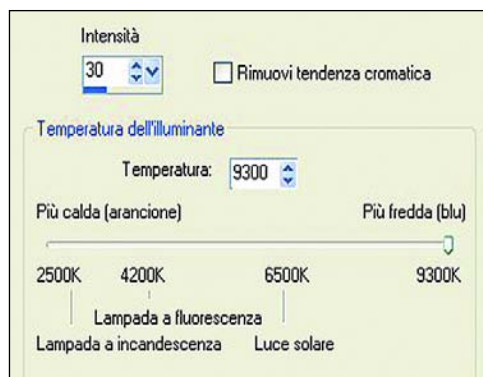 Intensità
30
Rimuovi tendenza cromatica
Temperatura dell'illuminante
Temperatura: 9300
Più calda (arancione) Più fredda (blu)
2500K 4200K 6500K 9300K
Lampada a fluorescenza
Lampada a incandescenza Luce solare